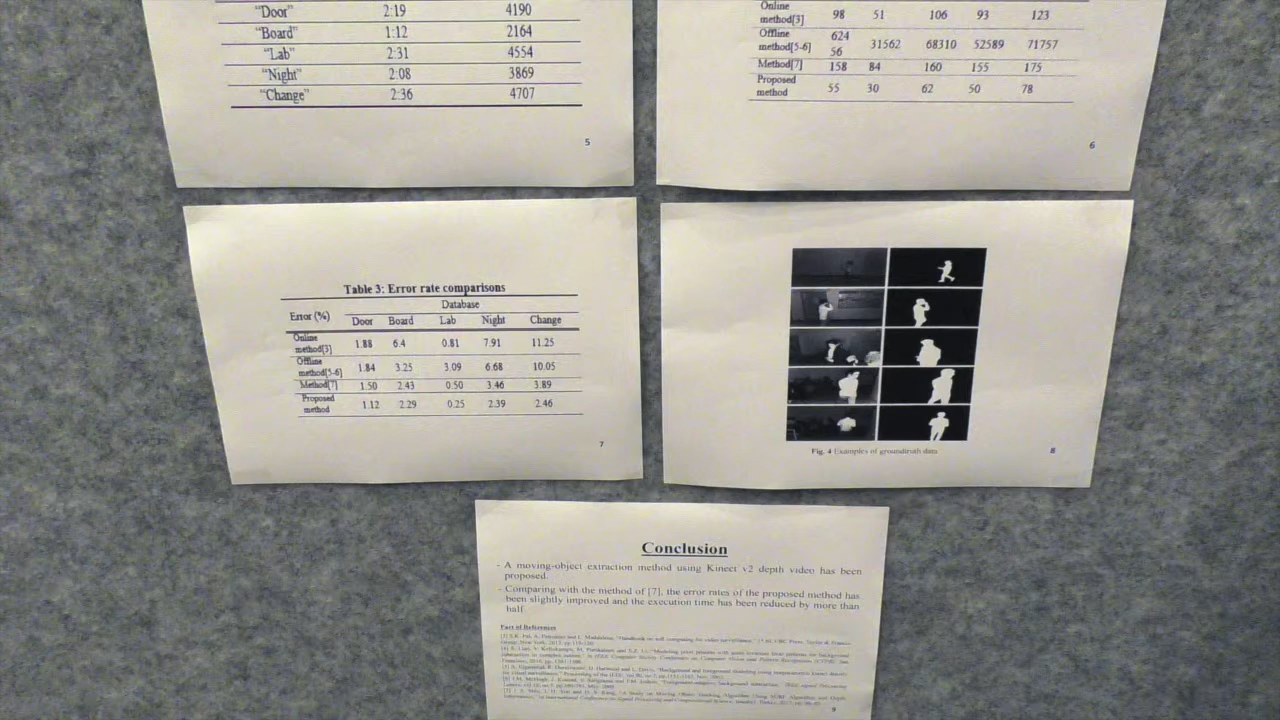 "Door" 2:19 4190
"Board" 1:12 2164
"Lab" 2:31 4554
"Night" 2:08 3869
"Change" 2:36 4707
5
Online
method[3] 98 51 106 93 123
Offline
method[5-6] 624
56 31562 68310 52589 71757
Method[7] 158 84 160 155 175
Proposed
method 55 30 62 50 78
6
Table 3: Error rate comparisons
Database
Error (%)
Door Board Lab Night Change
Online
method[3] 1.88 6.4 0.81 7.91 11.25
Offline
method[5-6] 1.84 3.25 3.09 6.68 10.05
Method[7] 1.50 2.43 0.50 3.46 3.89
Proposed
method 1.12 2.29 0.25 2.39 2.46
7
Fig. 4 Examples of groundtruth data
8
Conclusion
- A moving-object extraction method using Kinect v2 depth video has been
proposed.
- Comparing with the method of [7], the error rates of the proposed method has
been slightly improved and the execution time has been reduced by more than
half.
Part of References
9